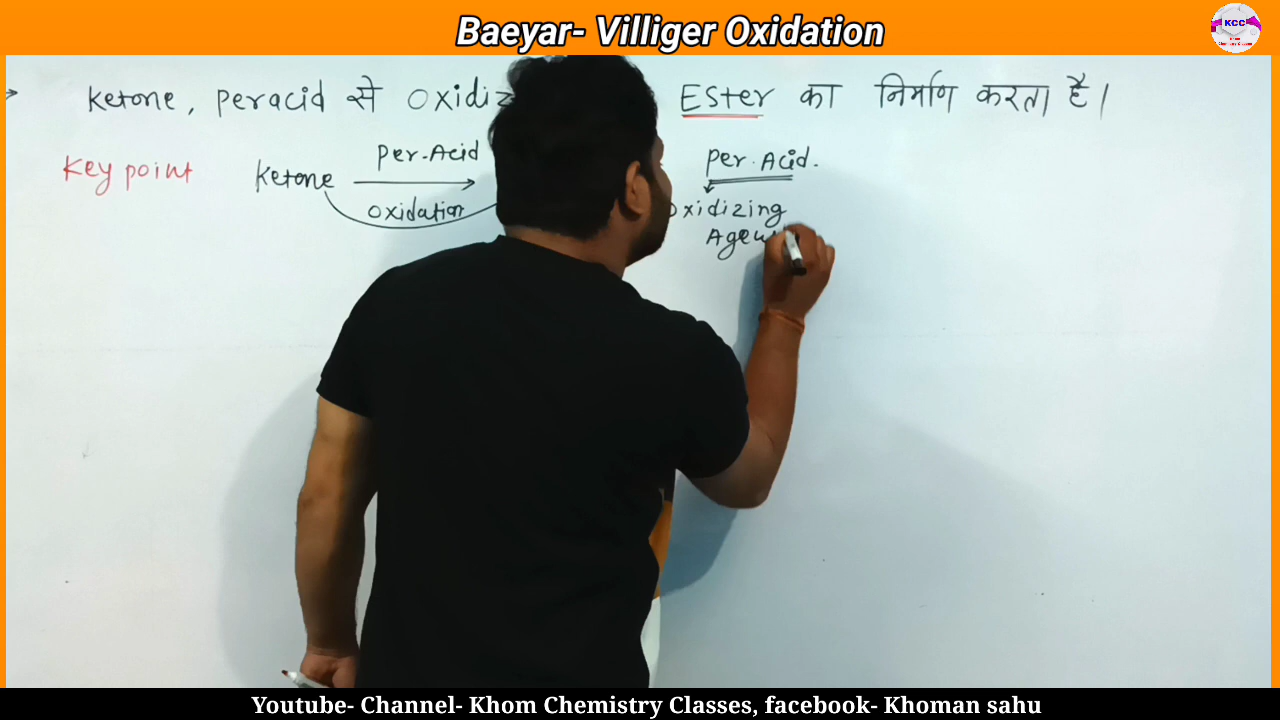 Baeyar- Villiger Oxidation
KCC
Ketone, Peracid से Oxidiz Ester का निर्माण करता है।
Key point Ketone Per-Acid Per. Acid.
Oxidation Oxidizing
Agen
Youtube- Channel- Khom Chemistry Classes, facebook- Khoman sahu